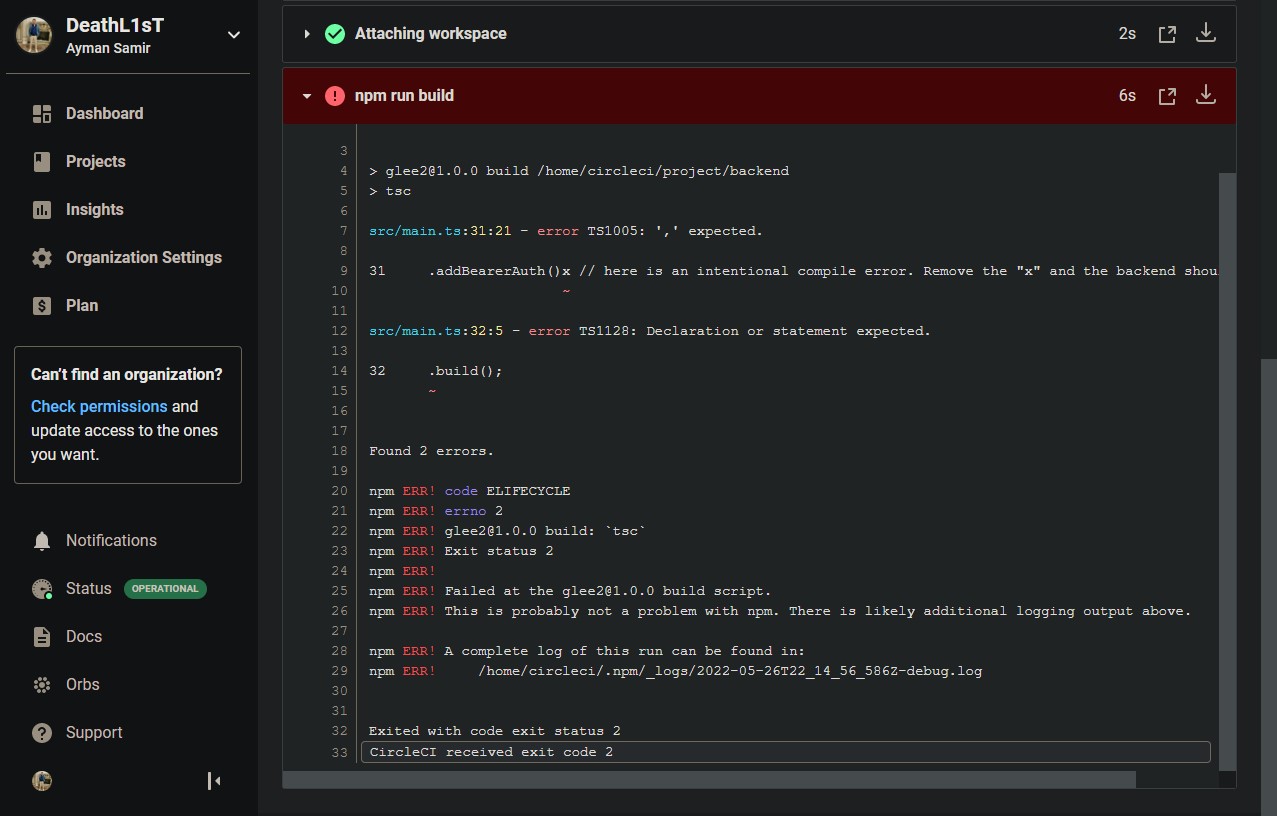 DeathL1sT
Ayman Samir
Dashboard
Projects
Insights
Organization Settings
Plan
Can't find an organization?
Check permissions and
update access to the ones
you want.
Notifications
Status OPERATIONAL
Docs
Orbs
Support
Attaching workspace 2s
npm run build 6s
3
4 > glee2@1.0.0 build /home/circleci/project/backend
5 > tsc
6
7 src/main.ts:31:21 - error TS1005: ',' expected.
8
9 31     .addBearerAuth()x // here is an intentional compile error. Remove the "x" and the backend shou
10 ~
11
12 src/main.ts:32:5 - error TS1128: Declaration or statement expected.
13
14 32     .build();
15 ~
16
17
18 Found 2 errors.
19
20 npm ERR! code ELIFECYCLE
21 npm ERR! errno 2
22 npm ERR! glee2@1.0.0 build: `tsc`
23 npm ERR! Exit status 2
24 npm ERR!
25 npm ERR! Failed at the glee2@1.0.0 build script.
26 npm ERR! This is probably not a problem with npm. There is likely additional logging output above.
27
28 npm ERR! A complete log of this run can be found in:
29 npm ERR!     /home/circleci/.npm/_logs/2022-05-26T22_14_56_586Z-debug.log
30
31
32 Exited with code exit status 2
33 CircleCI received exit code 2